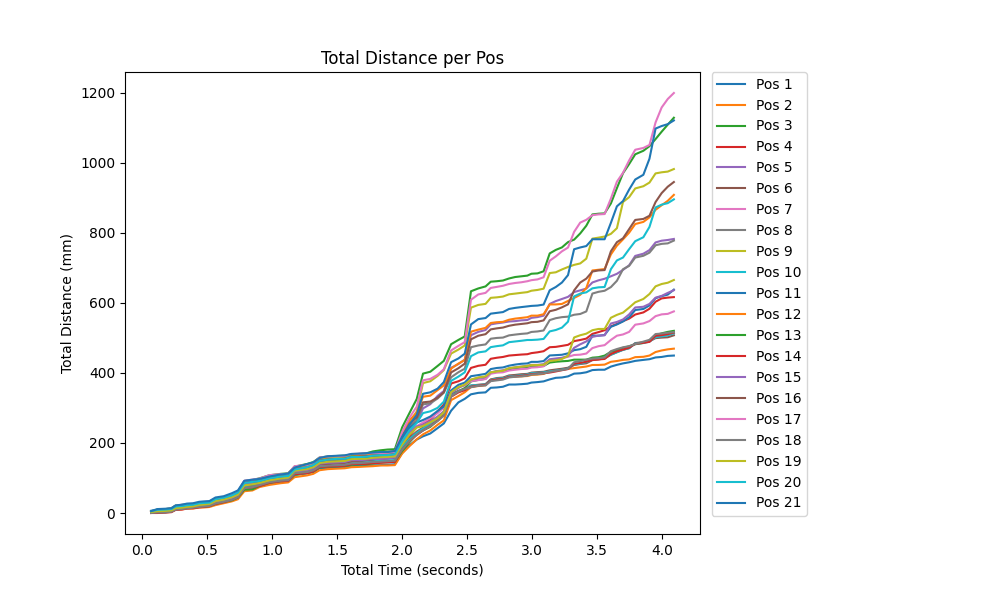 Total Distance per Pos
Total Distance (mm)
1200
1000
800
600
400
200
0
0.0 0.5 1.0 1.5 2.0 2.5 3.0 3.5 4.0
Total Time (seconds)
Pos 1
Pos 2
Pos 3
Pos 4
Pos 5
Pos 6
Pos 7
Pos 8
Pos 9
Pos 10
Pos 11
Pos 12
Pos 13
Pos 14
Pos 15
Pos 16
Pos 17
Pos 18
Pos 19
Pos 20
Pos 21